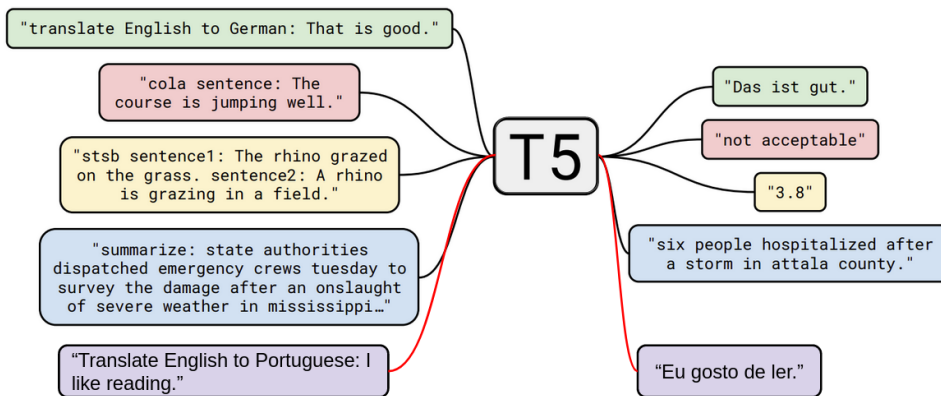 "translate English to German: That is good."
"cola sentence: The
course is jumping well."
"stsb sentence1: The rhino grazed
on the grass. sentence2: A rhino
is grazing in a field."
"summarize: state authorities
dispatched emergency crews tuesday to
survey the damage after an onslaught
of severe weather in mississippi…"
“Translate English to Portuguese: I
like reading.”
T5
"Das ist gut."
"not acceptable"
"3.8"
"six people hospitalized after
a storm in attala county."
“Eu gosto de ler.”